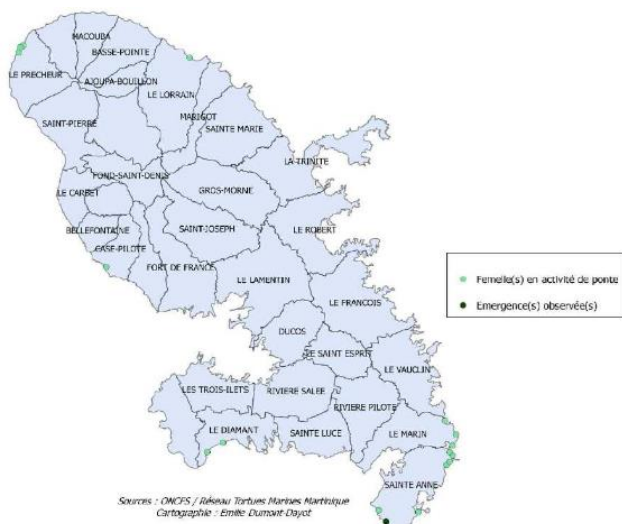 MACOUBA
BASSE-POINTE
LE PRECHEUR
AJOUPA-BOUILLON
LE LORRAIN
MARIGOT
SAINT-PIERRE
SAINTE MARIE
LA TRINITE
FOND-SAINT-DENIS
LE CARBET
GROS-MORNE
BELLEFONTAINE
SAINT-JOSEPH
LE ROBERT
CASE-PILOTE
FORT DE FRANCE
LE LAMENTIN
Femelle(s) en activité de ponte
LE FRANCOIS
Emergence(s) observée(s)
DUCOS
LE SAINT ESPRIT
LE VAUCLIN
LES TROIS-ILETS
RIVIERE SALEE
RIVIERE PILOTE
LE DIAMANT
SAINTE LUCE
LE MARIN
SAINTE ANNE
Sources : ONCFS / Réseau Tortues Marines Martinique
Cartographie : Emilie Dumont-Dayot